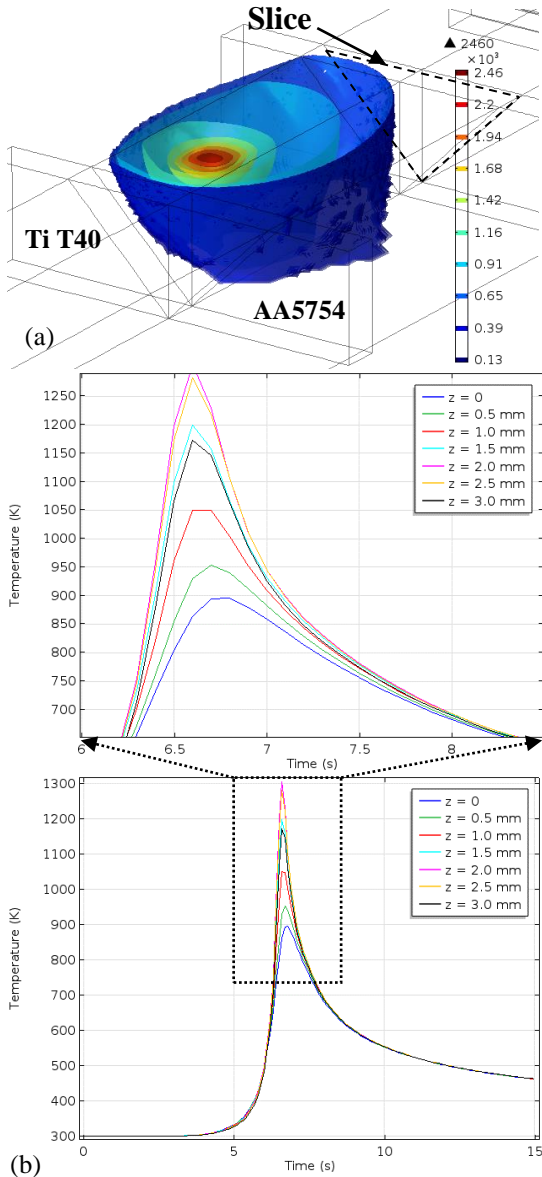 Slice
▲ 2460
×10³
2.46
2.2
1.94
1.68
1.42
1.16
0.91
0.65
0.39
0.13
Ti T40
AA5754
(a)
1250
1200
1150
1100
1050
1000
950
900
850
800
750
700
Temperature (K)
z = 0
z = 0.5 mm
z = 1.0 mm
z = 1.5 mm
z = 2.0 mm
z = 2.5 mm
z = 3.0 mm
6
6.5
7
7.5
8
Time (s)
1300
1200
1100
1000
900
800
700
600
500
400
300
Temperature (K)
z = 0
z = 0.5 mm
z = 1.0 mm
z = 1.5 mm
z = 2.0 mm
z = 2.5 mm
z = 3.0 mm
0
5
10
15
Time (s)
(b)